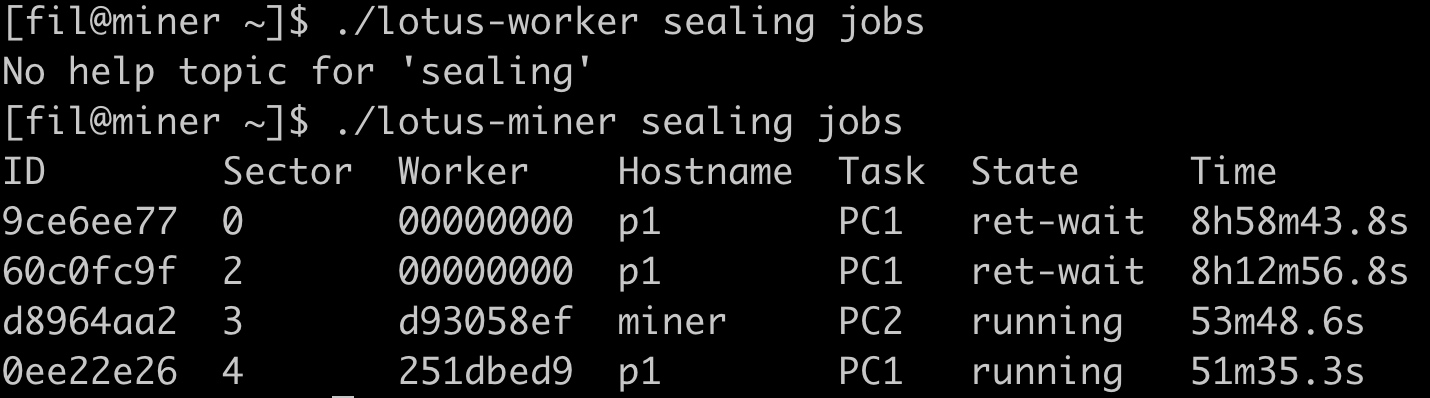 [fil@miner ~]$ ./lotus-worker sealing jobs
No help topic for 'sealing'
[fil@miner ~]$ ./lotus-miner sealing jobs
ID        Sector  Worker    Hostname  Task  State     Time
9ce6ee77  0       00000000  p1        PC1   ret-wait  8h58m43.8s
60c0fc9f  2       00000000  p1        PC1   ret-wait  8h12m56.8s
d8964aa2  3       d93058ef  miner     PC2   running   53m48.6s
0ee22e26  4       251dbed9  p1        PC1   running   51m35.3s